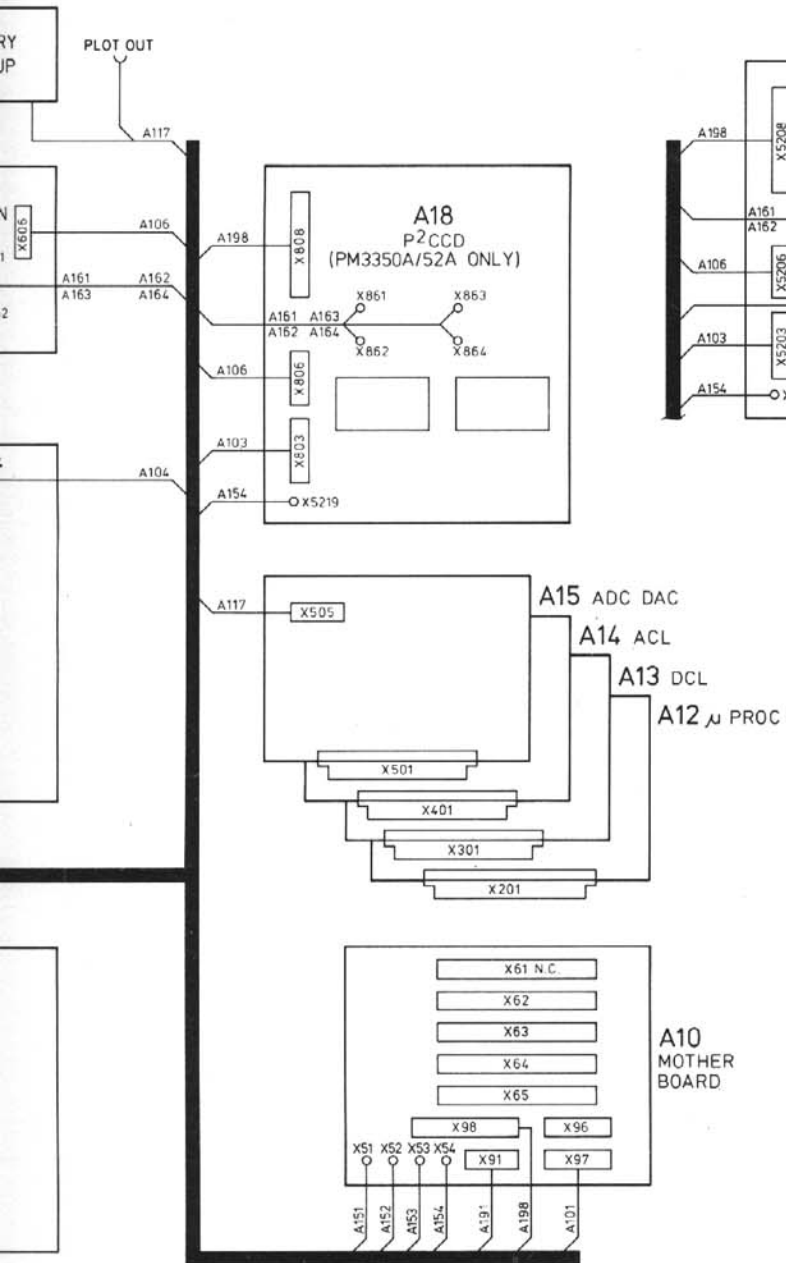 RY
UP
PLOT OUT
A117
N
X606
A106
A161
A163
A162
A164
A104
A198
X808
A18
P2CCD
(PM3350A/52A ONLY)
A161 A163
A162 A164
X861
X863
X862
X864
A106
X806
A103
X803
A154
X5219
A198
X5208
A161
A162
A106
X5206
A103
X5203
A154
A117
X505
A15 ADC DAC
A14 ACL
A13 DCL
A12 μ PROC
X501
X401
X301
X201
X61 N.C.
X62
X63
X64
X65
X98
X96
X51 X52 X53 X54
X91
X97
A10
MOTHER
BOARD
A151
A152
A153
A154
A191
A198
A101